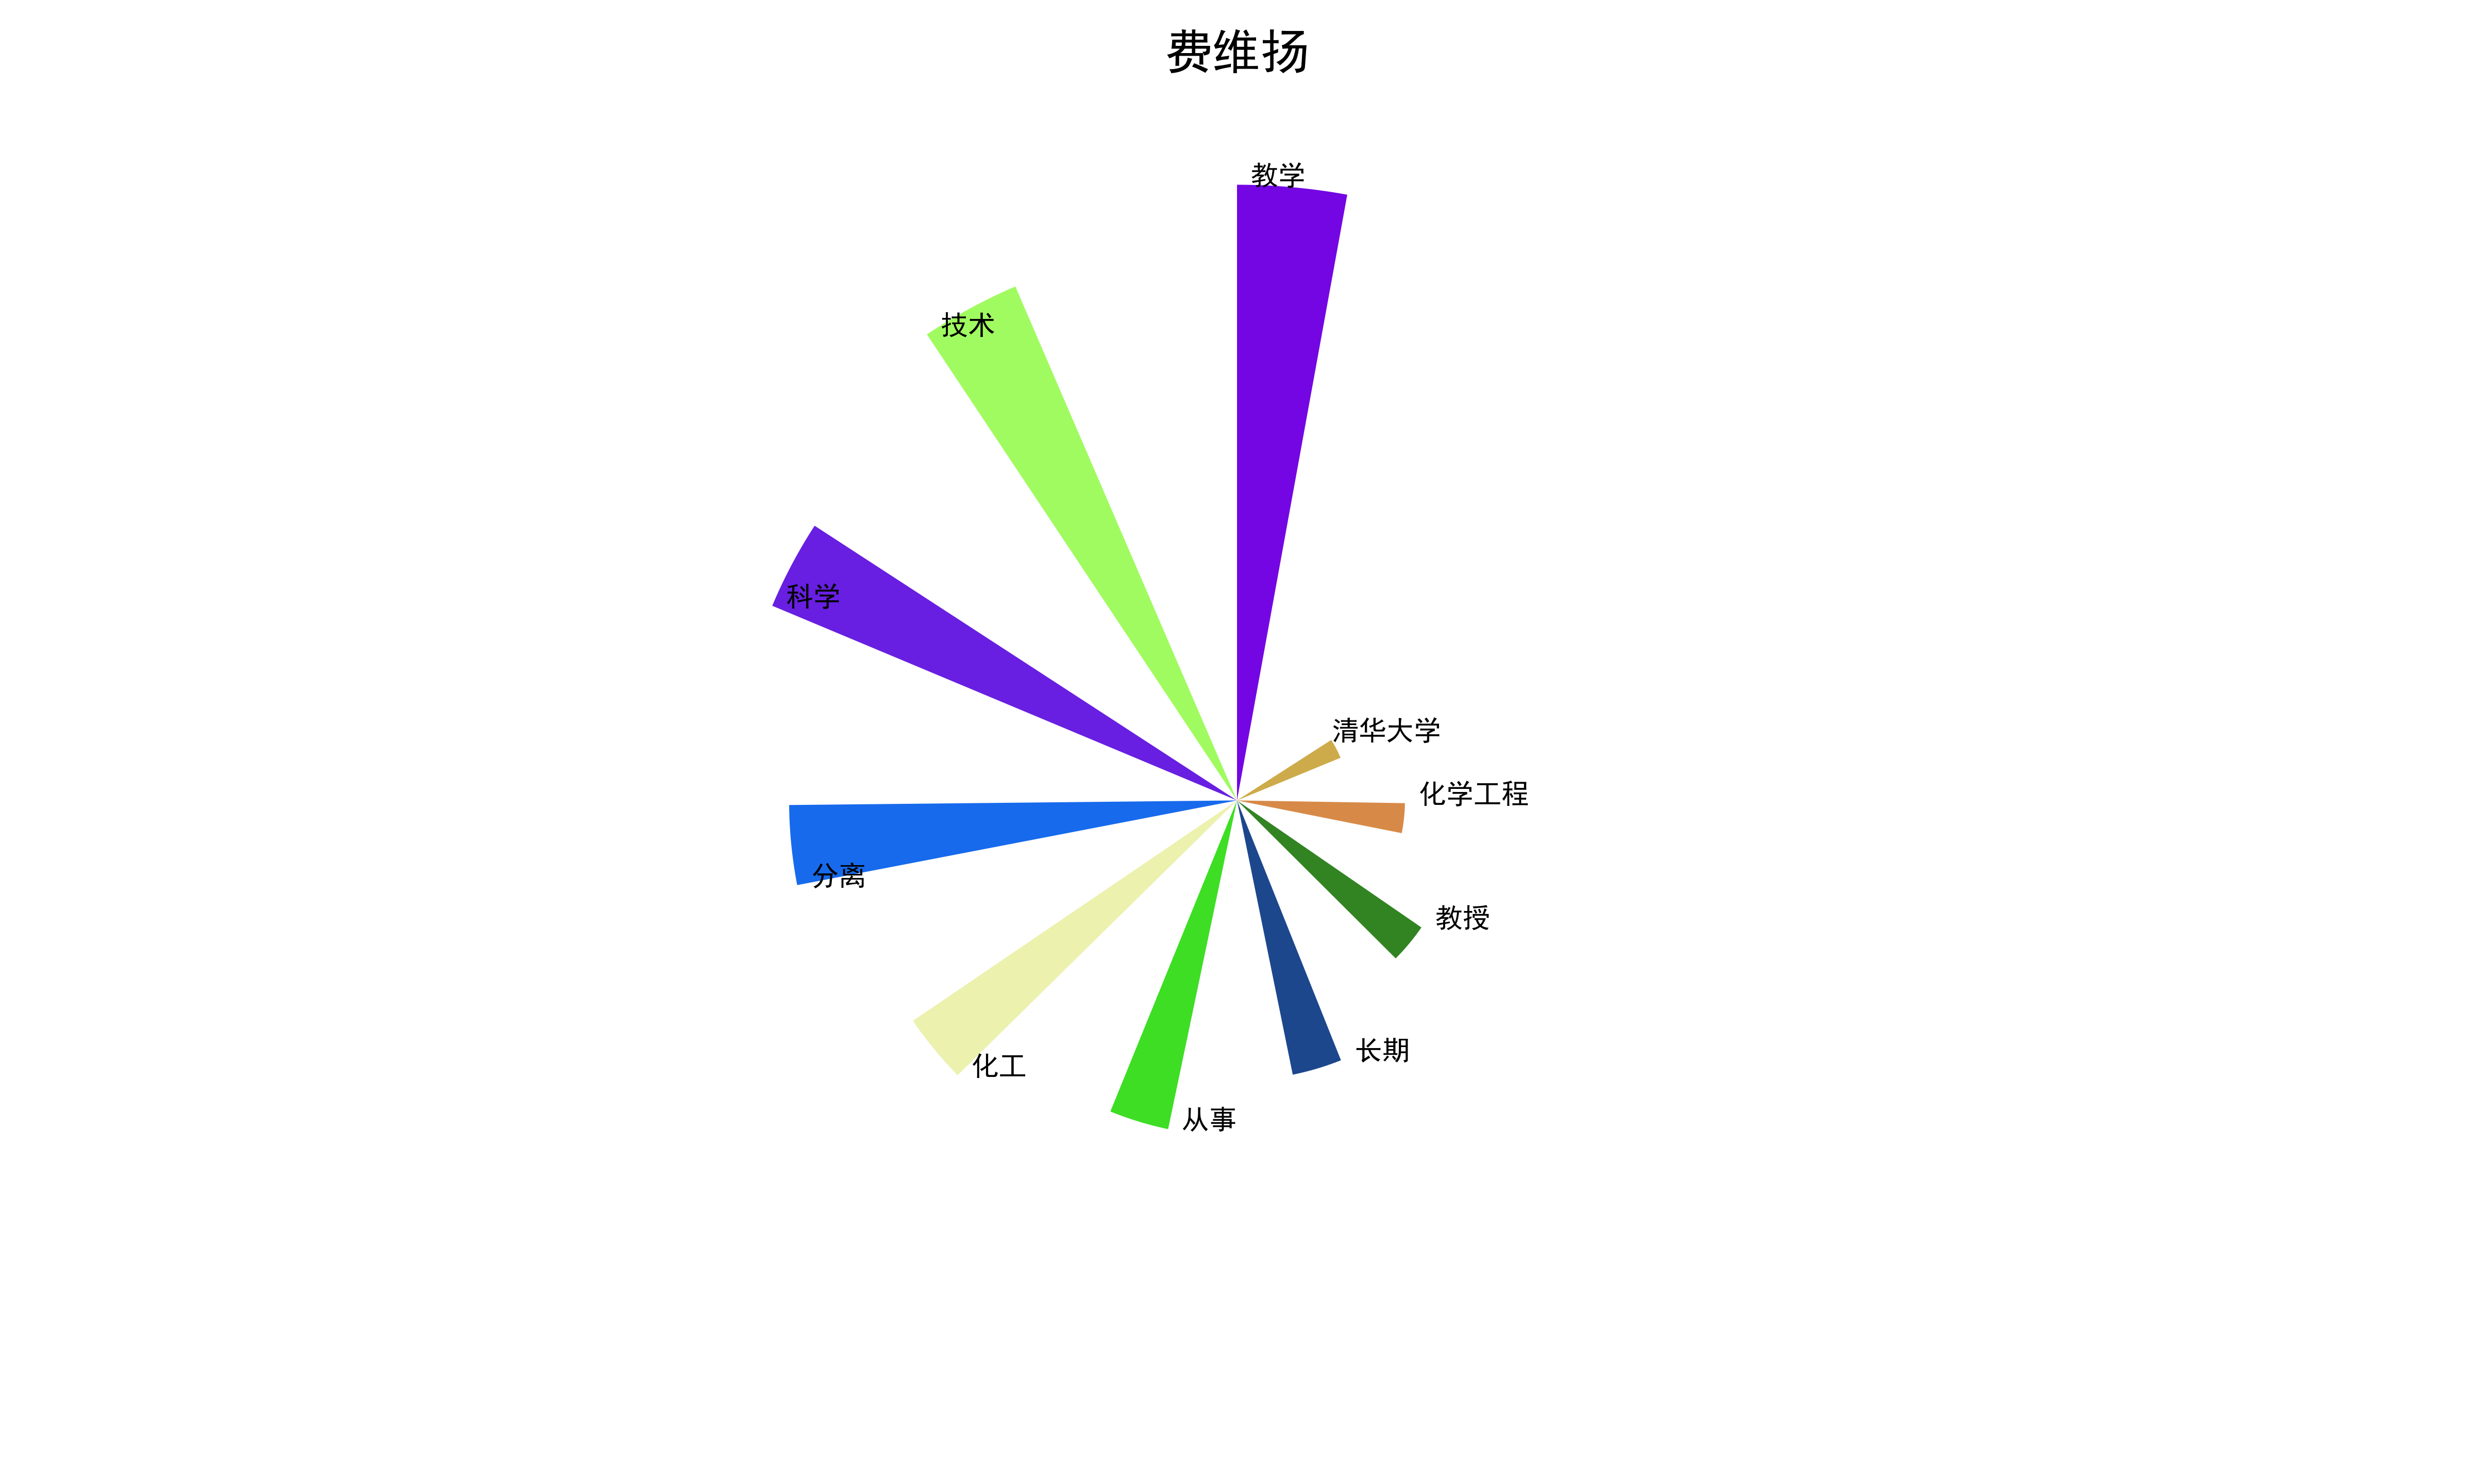 费维扬
教学
技术
科学
清华大学
化学工程
分离
教授
长期
化工
从事